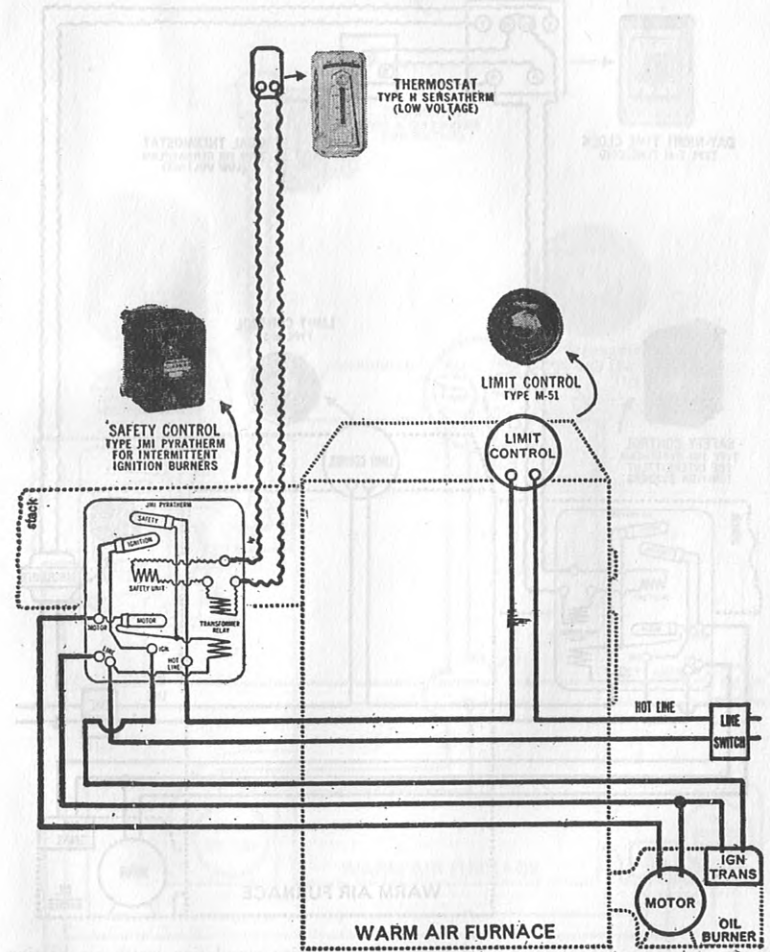 THERMOSTAT
TYPE H SENSATHERM
(LOW VOLTAGE)
LIMIT CONTROL
TYPE M-51
SAFETY CONTROL
TYPE JMI PYRATHERM
FOR INTERMITTENT
IGNITION BURNERS
LIMIT
CONTROL
stack
JMI PYRATHERM
SAFETY
IGNITION
SAFETY UNIT
MOTOR
MOTOR
TRANSFORMER
RELAY
LINE
IGN
HOT
LINE
HOT LINE
LINE
SWITCH
IGN
TRANS
MOTOR
OIL
BURNER
WARM AIR FURNACE